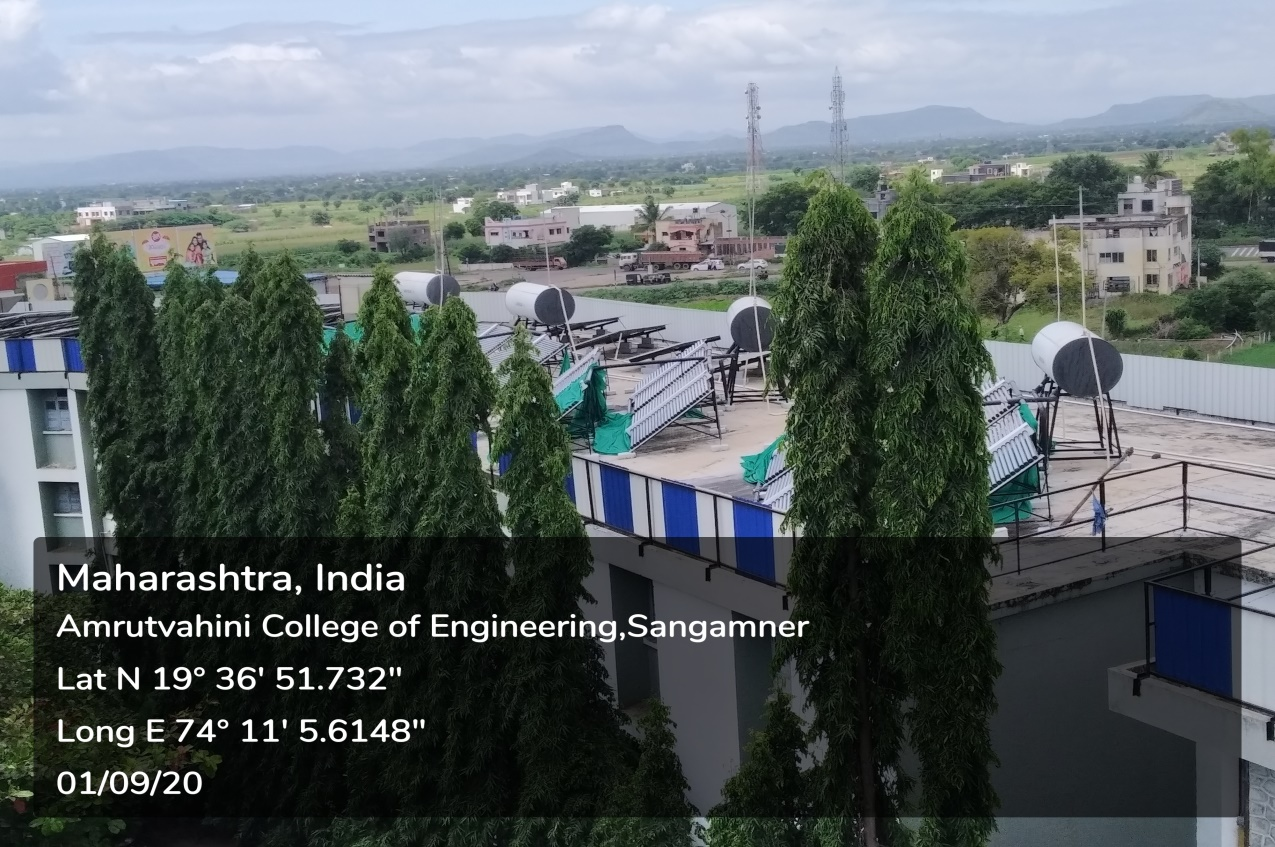 Maharashtra, India
Amrutvahini College of Engineering,Sangamner
Lat N 19° 36' 51.732"
Long E 74° 11' 5.6148"
01/09/20